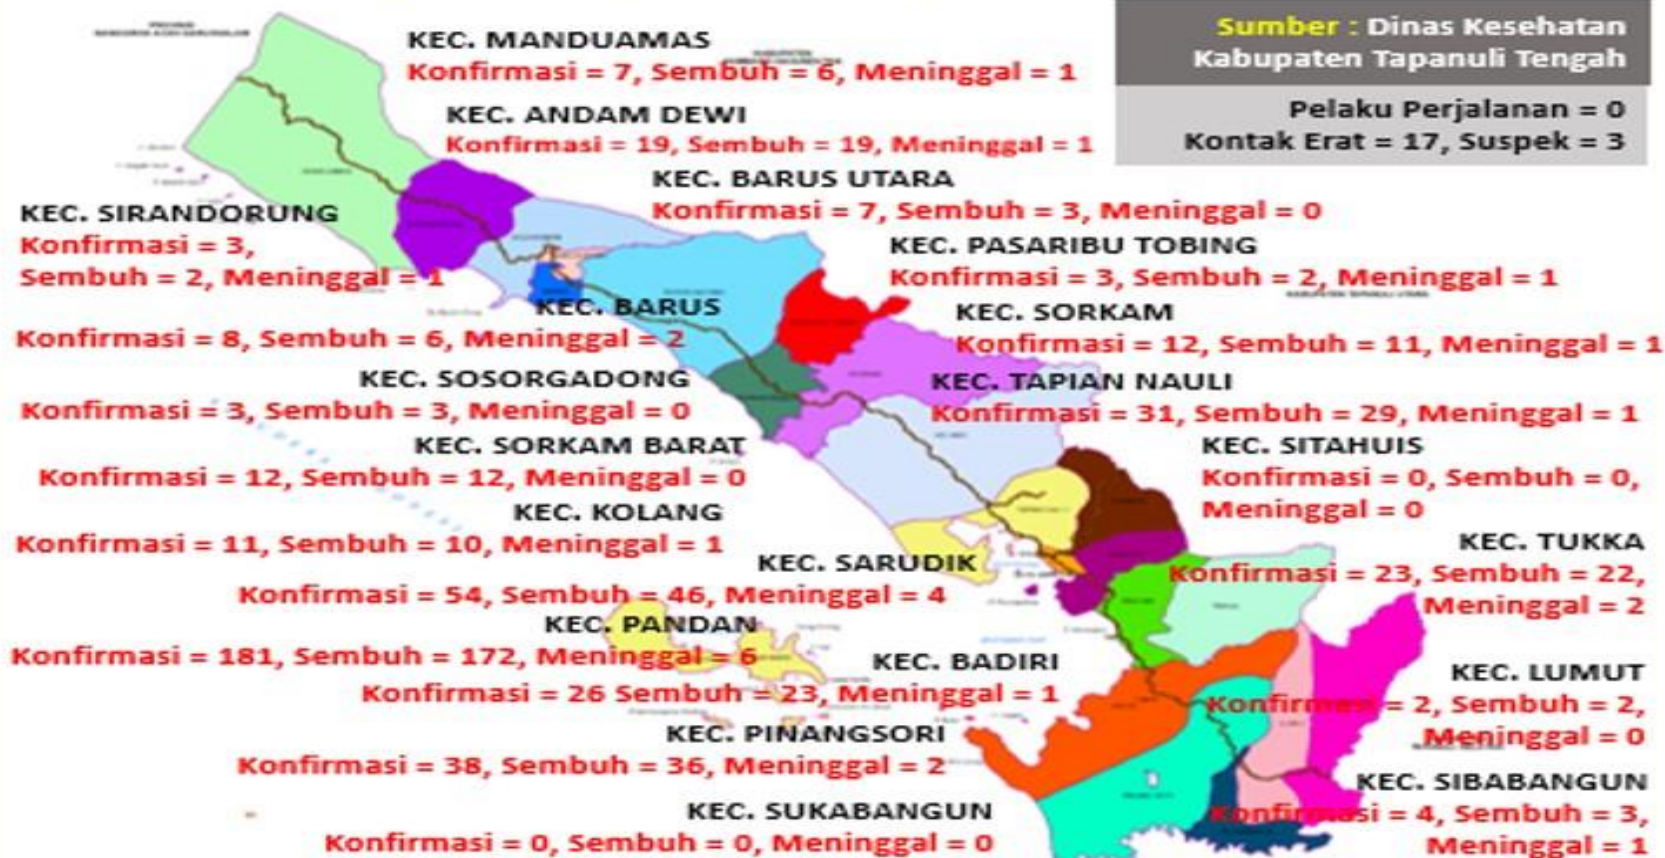 Sumber : Dinas Kesehatan
Kabupaten Tapanuli Tengah
Pelaku Perjalanan = 0
Kontak Erat = 17, Suspek = 3
KEC. MANDUAMAS
Konfirmasi = 7, Sembuh = 6, Meninggal = 1
KEC. ANDAM DEWI
Konfirmasi = 19, Sembuh = 19, Meninggal = 1
KEC. BARUS UTARA
Konfirmasi = 7, Sembuh = 3, Meninggal = 0
KEC. SIRANDORUNG
Konfirmasi = 3,
Sembuh = 2, Meninggal = 1
KEC. PASARIBU TOBING
Konfirmasi = 3, Sembuh = 2, Meninggal = 1
KEC. BARUS
Konfirmasi = 8, Sembuh = 6, Meninggal = 2
KEC. SORKAM
Konfirmasi = 12, Sembuh = 11, Meninggal = 1
KEC. SOSORGADONG
Konfirmasi = 3, Sembuh = 3, Meninggal = 0
KEC. TAPIAN NAULI
Konfirmasi = 31, Sembuh = 29, Meninggal = 1
KEC. SORKAM BARAT
Konfirmasi = 12, Sembuh = 12, Meninggal = 0
KEC. SITAHUIS
Konfirmasi = 0, Sembuh = 0,
Meninggal = 0
KEC. KOLANG
Konfirmasi = 11, Sembuh = 10, Meninggal = 1
KEC. TUKKA
Konfirmasi = 23, Sembuh = 22,
Meninggal = 2
KEC. SARUDIK
Konfirmasi = 54, Sembuh = 46, Meninggal = 4
KEC. PANDAN
Konfirmasi = 181, Sembuh = 172, Meninggal = 6
KEC. BADIRI
Konfirmasi = 26 Sembuh = 23, Meninggal = 1
KEC. LUMUT
Konfirmasi = 2, Sembuh = 2,
Meninggal = 0
KEC. PINANGSORI
Konfirmasi = 38, Sembuh = 36, Meninggal = 2
KEC. SIBABANGUN
Konfirmasi = 4, Sembuh = 3,
Meninggal = 1
KEC. SUKABANGUN
Konfirmasi = 0, Sembuh = 0, Meninggal = 0